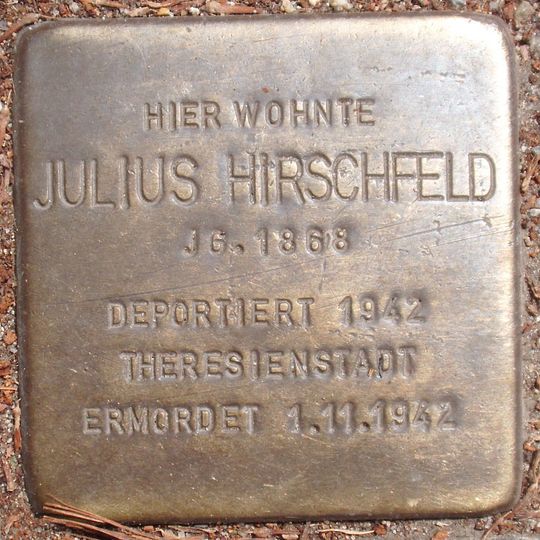 HIER WOHNTE
JULIUS HIRSCHFELD
JG. 1868
DEPORTIERT 1942
THERESIENSTADT
ERMORDET 1.11.1942